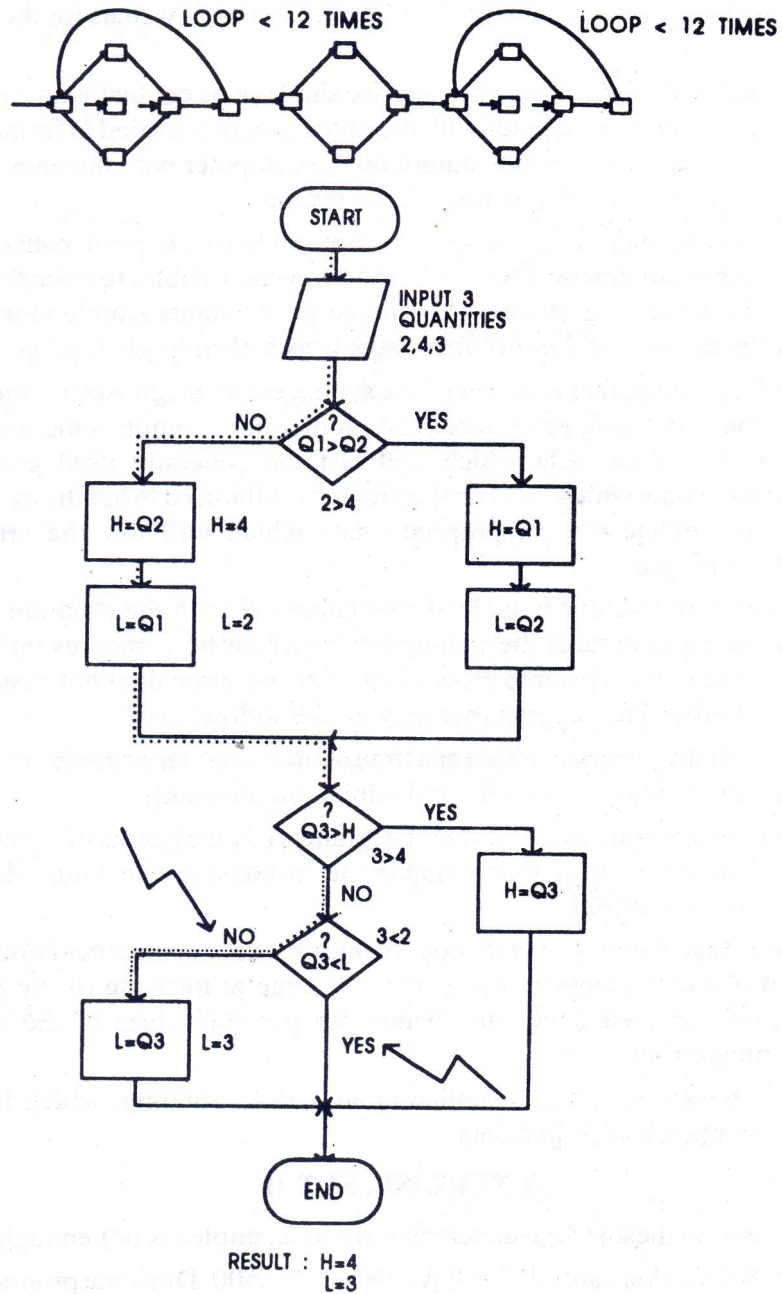 LOOP < 12 TIMES
LOOP < 12 TIMES
START
INPUT 3
QUANTITIES
2,4,3
NO
?
Q1>Q2
YES
2>4
H=Q2
H=4
H=Q1
L=Q1
L=2
L=Q2
?
Q3>H
YES
3>4
NO
H=Q3
NO
?
Q3<L
3<2
L=Q3
L=3
YES
END
RESULT : H=4
L=3